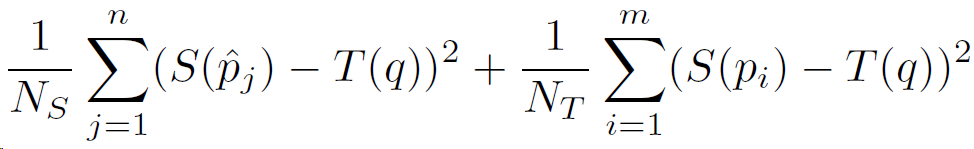 \frac{1}{N_S} \sum_{j=1}^{n} (S(\hat{p}_j) - T(q))^2 + \frac{1}{N_T} \sum_{i=1}^{m} (S(p_i) - T(q))^2